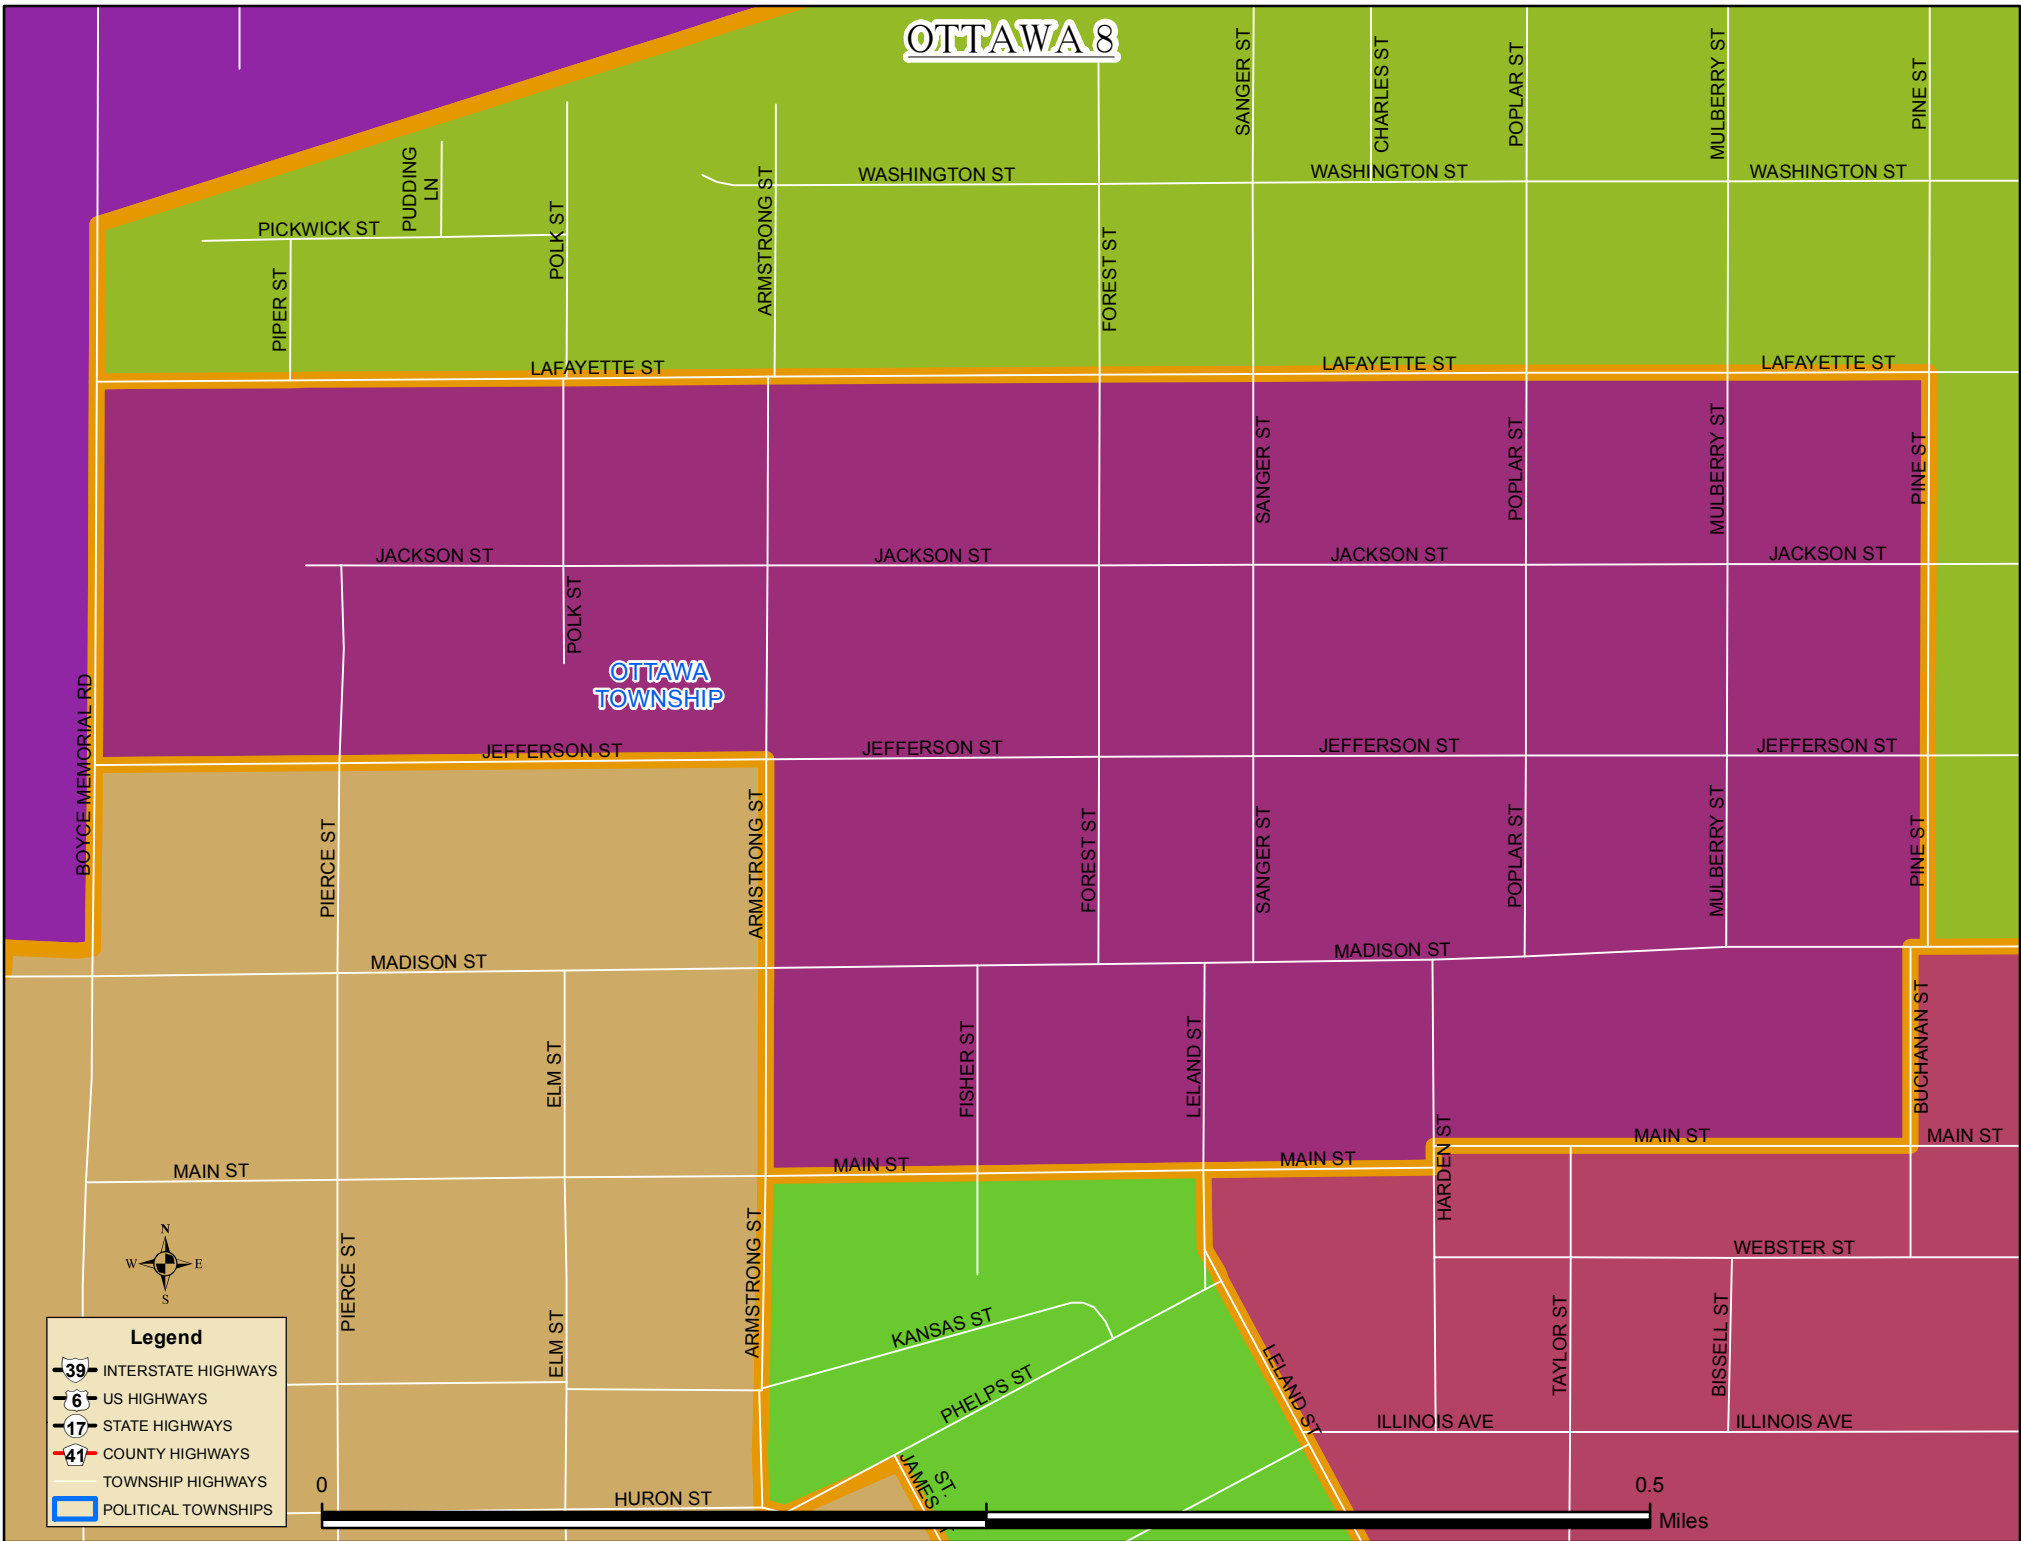 OTTAWA 8
SANGER ST
CHARLES ST
POPLAR ST
MULBERRY ST
PINE ST
WASHINGTON ST
WASHINGTON ST
WASHINGTON ST
PUDDING
LN
PICKWICK ST
PIPER ST
POLK ST
ARMSTRONG ST
FOREST ST
LAFAYETTE ST
LAFAYETTE ST
LAFAYETTE ST
SANGER ST
POPLAR ST
MULBERRY ST
PINE ST
JACKSON ST
JACKSON ST
JACKSON ST
JACKSON ST
POLK ST
OTTAWA
TOWNSHIP
BOYCE MEMORIAL RD
JEFFERSON ST
JEFFERSON ST
JEFFERSON ST
JEFFERSON ST
PIERCE ST
ARMSTRONG ST
FOREST ST
SANGER ST
POPLAR ST
MULBERRY ST
PINE ST
MADISON ST
MADISON ST
ELM ST
FISHER ST
LELAND ST
HARDEN ST
BUCHANAN ST
MAIN ST
MAIN ST
MAIN ST
MAIN ST
MAIN ST
N
W
E
S
PIERCE ST
ELM ST
ARMSTRONG ST
WEBSTER ST
KANSAS ST
PHELPS ST
LELAND ST
TAYLOR ST
BISSELL ST
ILLINOIS AVE
ILLINOIS AVE
JAMES
ST.
HURON ST
Legend
39 INTERSTATE HIGHWAYS
6 US HIGHWAYS
17 STATE HIGHWAYS
41 COUNTY HIGHWAYS
TOWNSHIP HIGHWAYS
POLITICAL TOWNSHIPS
0
0.5
Miles